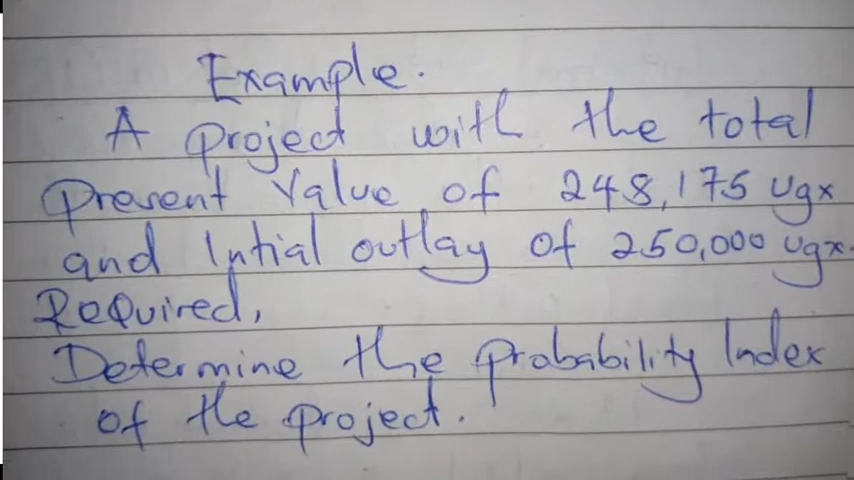 Example.
A project with the total
present value of 248,175 Ugx
and Intial outlay of 250,000 Ugx.
Required,
Determine the probability Index
of the project.